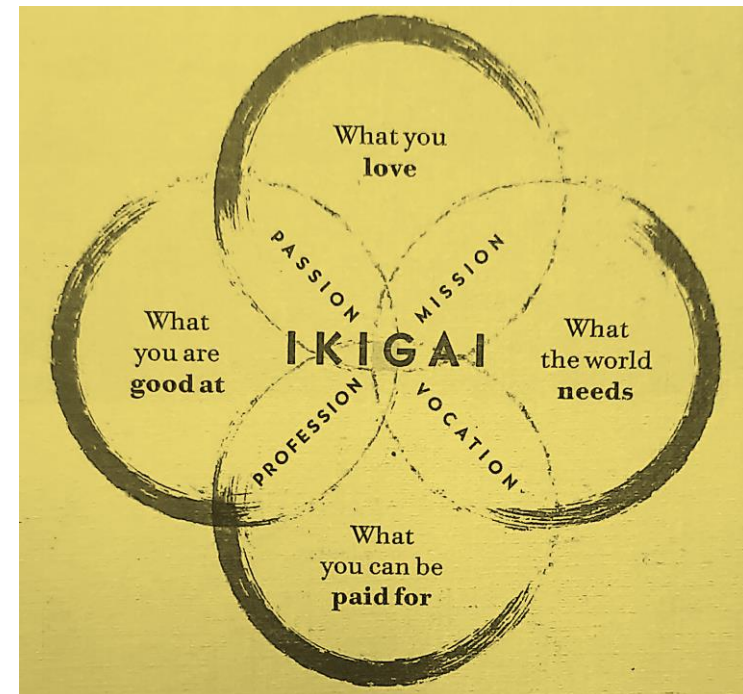 What you
love
PASSION
MISSION
What
you are
good at
IKIGAI
What
the world
needs
PROFESSION
VOCATION
What
you can be
paid for